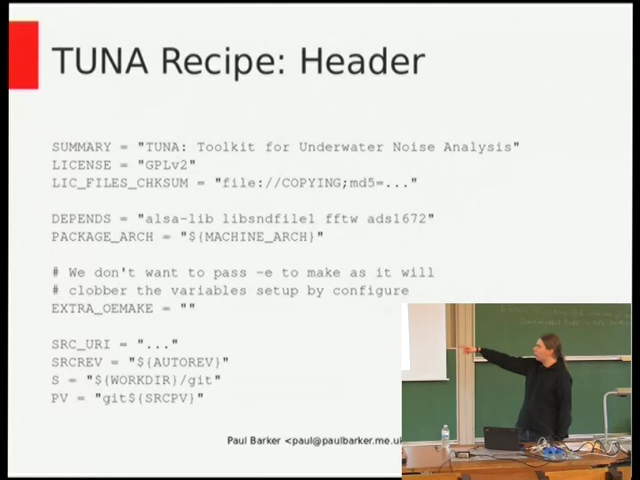 TUNA Recipe: Header
SUMMARY = "TUNA: Toolkit for Underwater Noise Analysis"
LICENSE = "GPLv2"
LIC_FILES_CHKSUM = "file://COPYING;md5=..."
DEPENDS = "alsa-lib libsndfile1 fftw ads1672"
PACKAGE_ARCH = "${MACHINE_ARCH}"
# We don't want to pass -e to make as it will
# clobber the variables setup by configure
EXTRA_OEMAKE = ""
SRC_URI = "..."
SRCREV = "${AUTOREV}"
S = "${WORKDIR}/git"
PV = "git${SRCPV}"
Paul Barker <paul@paulbarker.me.uk